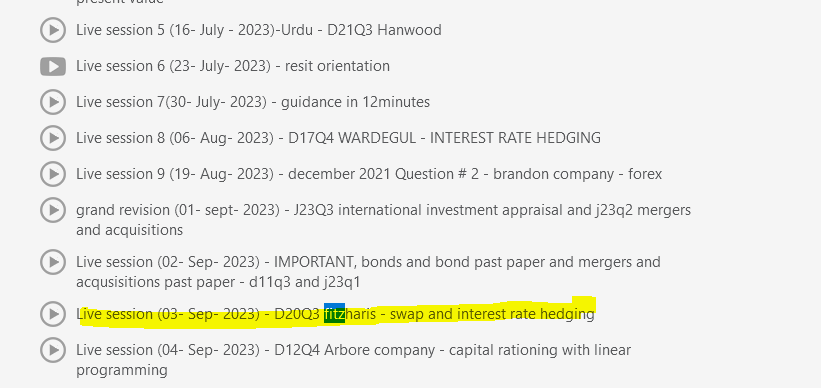 present value
Live session 5 (16- July - 2023)-Urdu - D21Q3 Hanwood
Live session 6 (23- July- 2023) - resit orientation
Live session 7(30- July- 2023) - guidance in 12minutes
Live session 8 (06- Aug- 2023) - D17Q4 WARDEGUL - INTEREST RATE HEDGING
Live session 9 (19- Aug- 2023) - december 2021 Question # 2 - brandon company - forex
grand revision (01- sept- 2023) - J23Q3 international investment appraisal and j23q2 mergers
and acquisitions
Live session (02- Sep- 2023) - IMPORTANT, bonds and bond past paper and mergers and
acqusisitions past paper - d11q3 and j23q1
Live session (03- Sep- 2023) - D20Q3 fitzharis - swap and interest rate hedging
Live session (04- Sep- 2023) - D12Q4 Arbore company - capital rationing with linear
programming